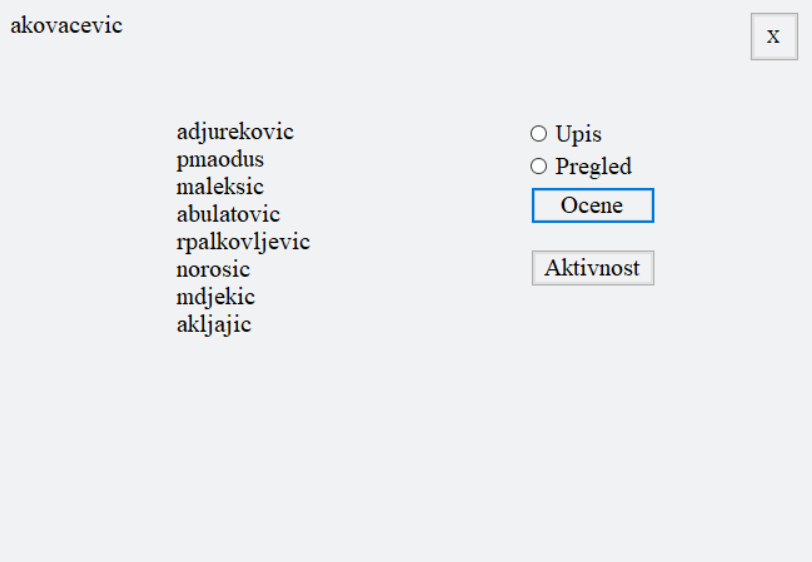 akovacevic
X
adjurekovic
pmaodus
maleksic
abulatovic
rpalkovljevic
norosic
mdjekic
akljajic
Upis
Pregled
Ocene
Aktivnost